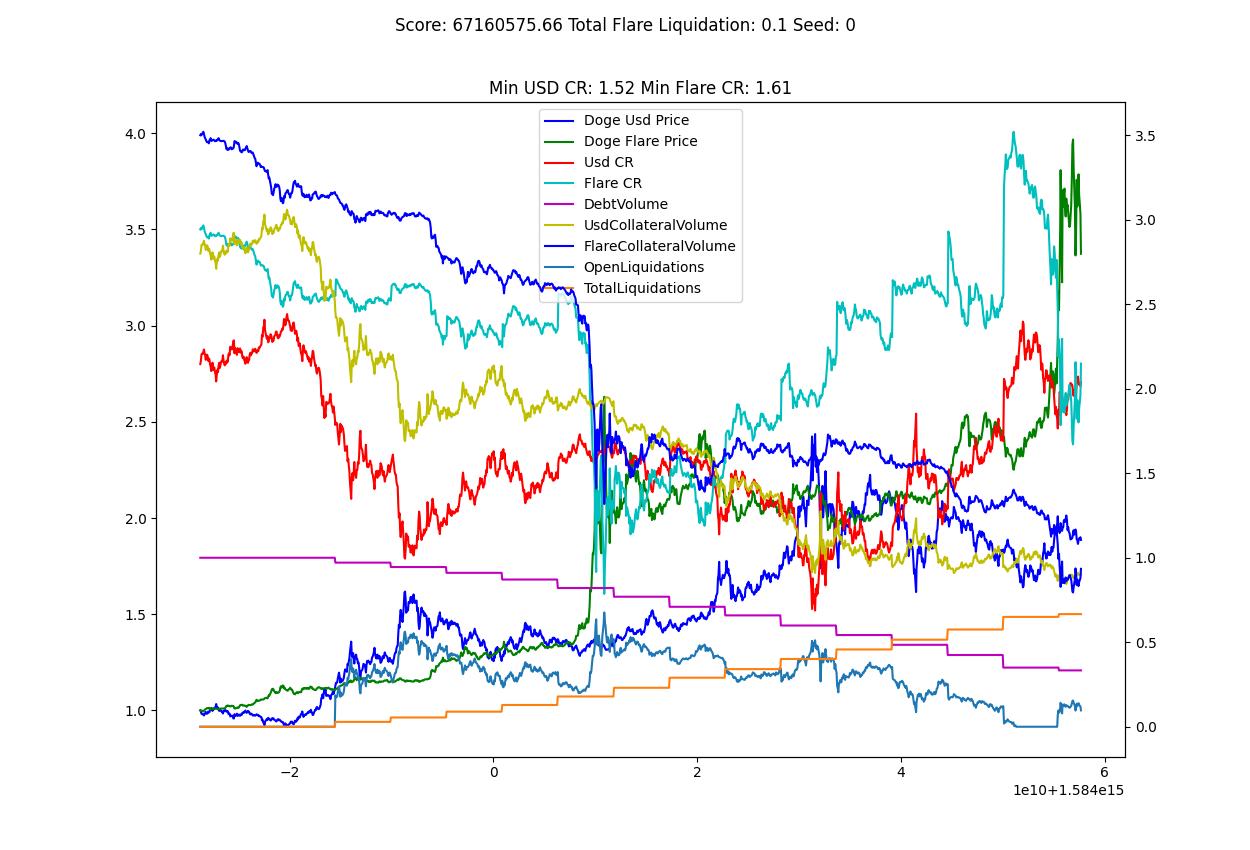 Score: 67160575.66 Total Flare Liquidation: 0.1 Seed: 0
Min USD CR: 1.52 Min Flare CR: 1.61
Doge Usd Price
Doge Flare Price
Usd CR
Flare CR
DebtVolume
UsdCollateralVolume
FlareCollateralVolume
OpenLiquidations
TotalLiquidations
4.0
3.5
3.0
2.5
2.0
1.5
1.0
3.5
3.0
2.5
2.0
1.5
1.0
0.5
0.0
−2 0 2 4 6
1e10+1.584e15